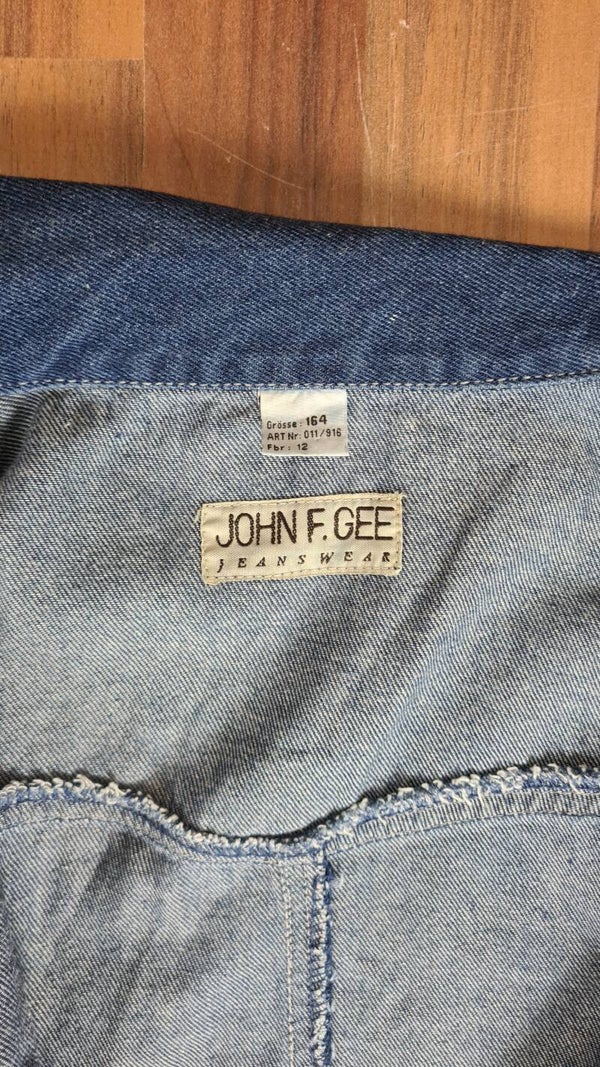 Grösse: 164
ART Nr: 011/916
Fbr: 12
JOHN F. GEE
JEANSWEAR